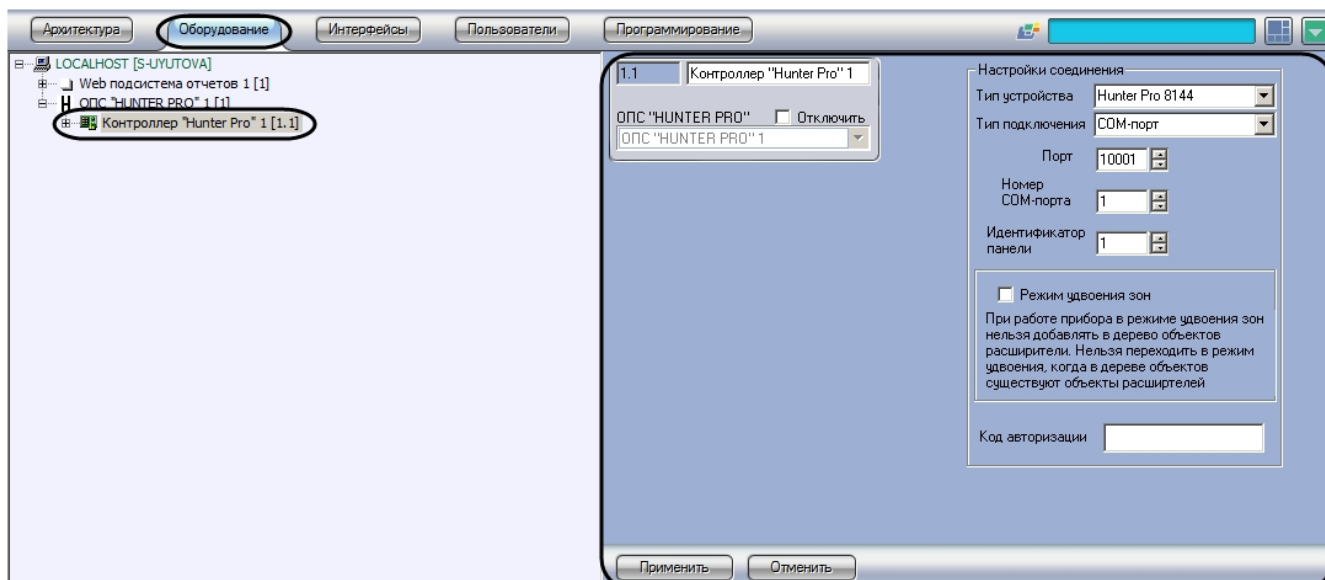 Архитектура Оборудование Интерфейсы Пользователи Программирование
LOCALHOST [S-UYUTOVA]
Web подсистема отчетов 1 [1]
ОПС "HUNTER PRO" 1 [1]
Контроллер "Hunter Pro" 1 [1.1]
1.1 Контроллер "Hunter Pro" 1
ОПС "HUNTER PRO" Отключить
ОПС "HUNTER PRO" 1
Настройки соединения
Тип устройства Hunter Pro 8144
Тип подключения COM-порт
Порт 10001
Номер
COM-порта 1
Идентификатор
панели 1
Режим удвоения зон
При работе прибора в режиме удвоения зон
нельзя добавлять в дерево объектов
расширители. Нельзя переходить в режим
удвоения, когда в дереве объектов
существуют объекты расширтелей
Код авторизации
Применить Отменить